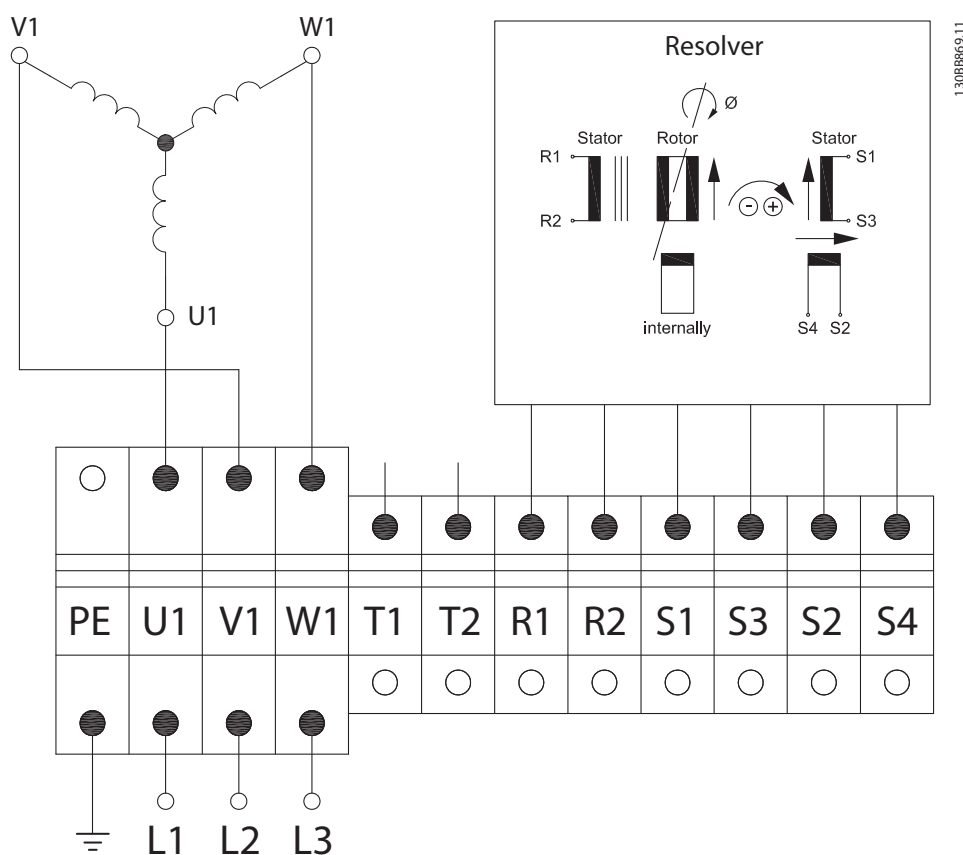 V1
W1
Resolver
130BB869.11
Ø
Stator
Rotor
Stator
R1
S1
R2
S3
- +
U1
internally
S4 S2
PE U1 V1 W1 T1 T2 R1 R2 S1 S3 S2 S4
L1 L2 L3